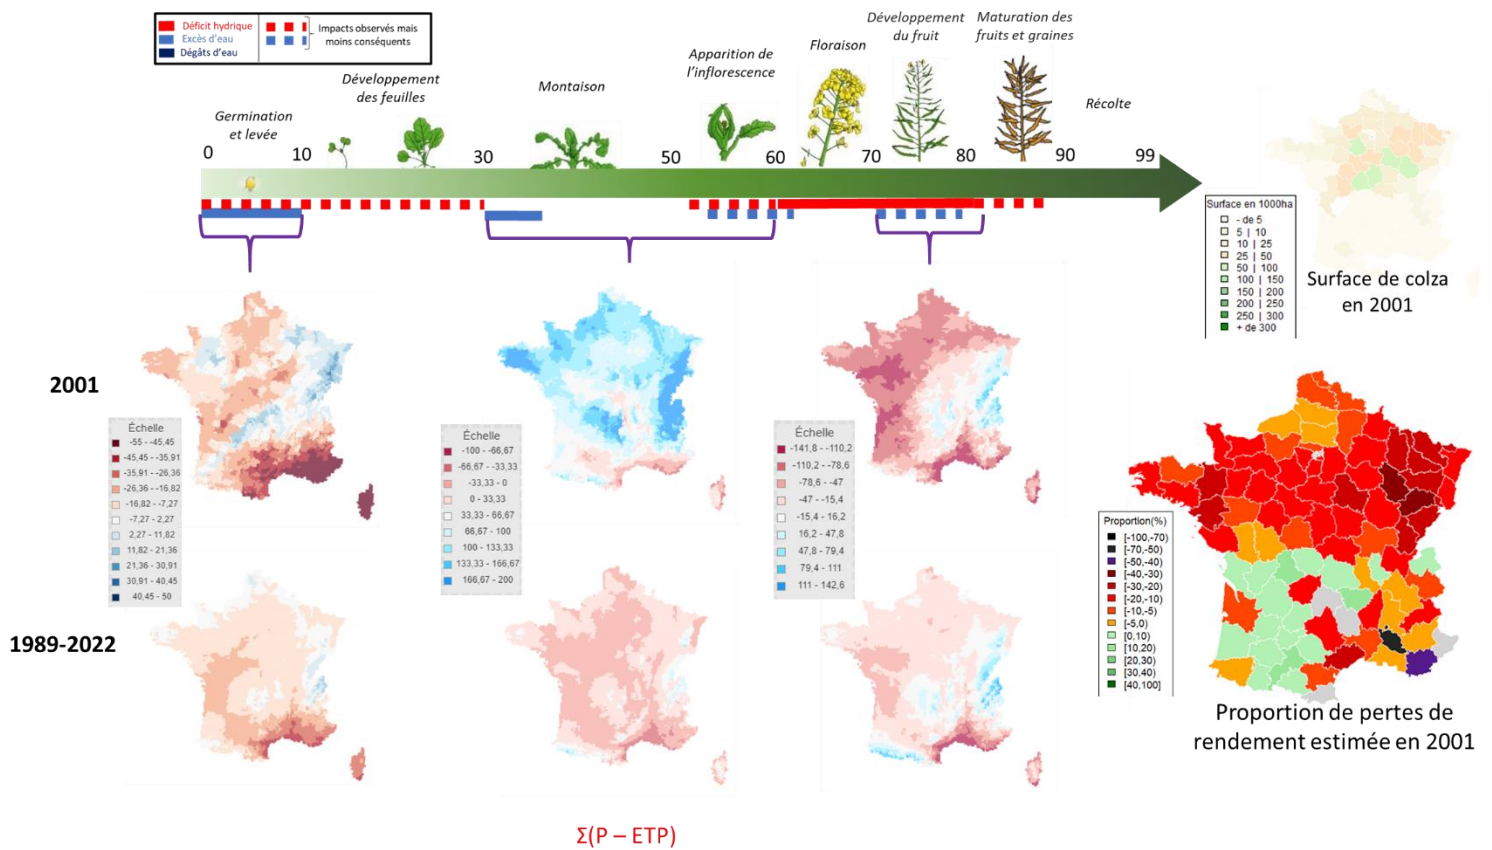 Déficit hydrique
Excès d'eau
Dégâts d'eau
Impacts observés mais
moins conséquents
Germination
et levée
Développement
des feuilles
Montaison
Apparition de
l'inflorescence
Floraison
Développement
du fruit
Maturation des
fruits et graines
Récolte
0 10 30 50 60 70 80 90 99
Surface en 1000ha
- de 5
5 | 10
10 | 25
25 | 50
50 | 100
100 | 150
150 | 200
200 | 250
250 | 300
+ de 300
Surface de colza
en 2001
2001
Échelle
-55 - -45,45
-45,45 - -35,91
-35,91 - -26,36
-26,36 - -16,82
-16,82 - -7,27
-7,27 - 2,27
2,27 - 11,82
11,82 - 21,36
21,36 - 30,91
30,91 - 40,45
40,45 - 50
Échelle
-100 - -66,67
-66,67 - -33,33
-33,33 - 0
0 - 33,33
33,33 - 66,67
66,67 - 100
100 - 133,33
133,33 - 166,67
166,67 - 200
Échelle
-141,8 - -110,2
-110,2 - -78,6
-78,6 - -47
-47 - -15,4
-15,4 - 16,2
16,2 - 47,8
47,8 - 79,4
79,4 - 111
111 - 142,6
Proportion(%)
[-100,-70)
[-70,-50)
[-50,-40)
[-40,-30)
[-30,-20)
[-20,-10)
[-10,-5)
[-5,0)
[0,10)
[10,20)
[20,30)
[30,40)
[40,100]
1989-2022
Proportion de pertes de
rendement estimée en 2001
Σ(P – ETP)